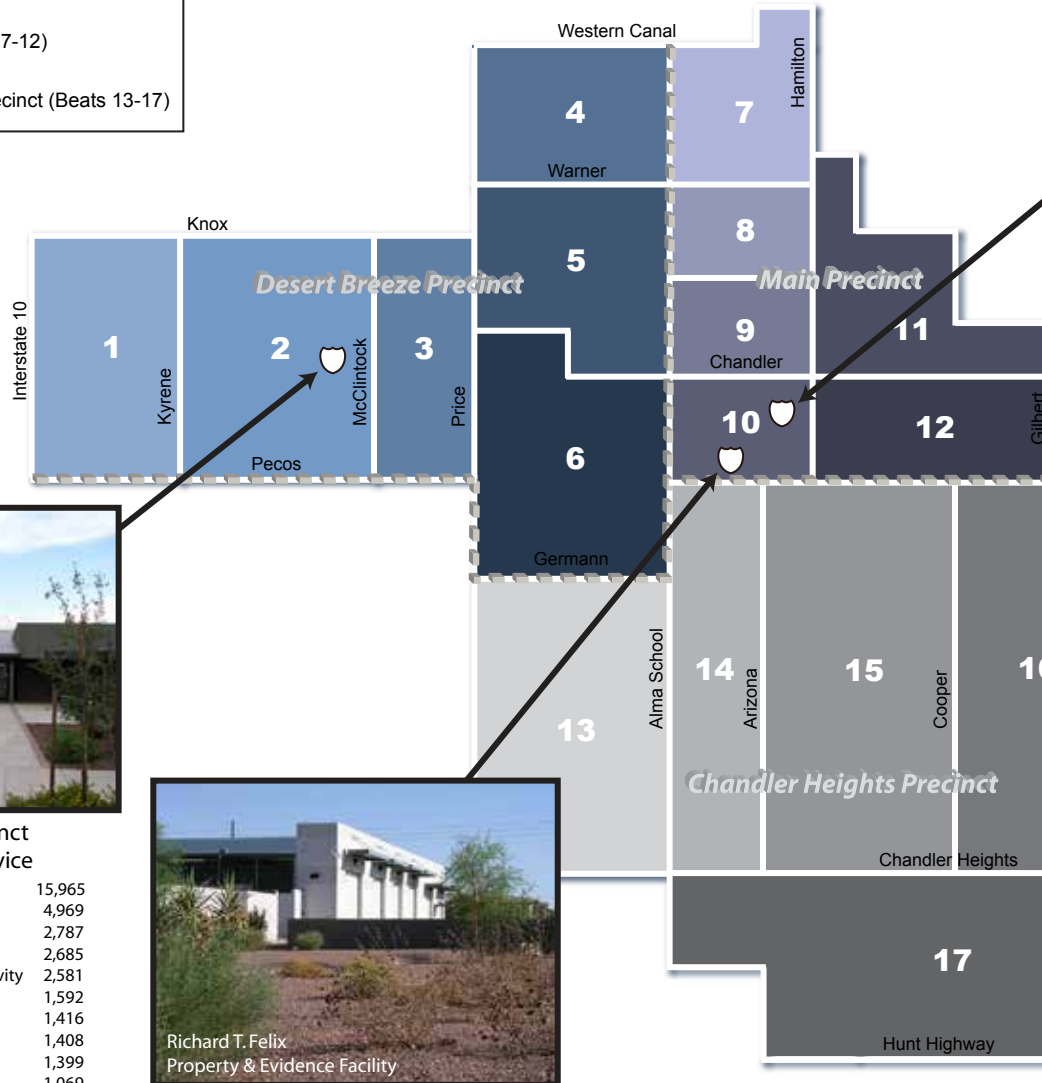 7-12)
cinct (Beats 13-17)
Western Canal
Hamilton
4
7
Warner
Knox
8
5
Desert Breeze Precinct
Main Precinct
Interstate 10
1
2
3
9
11
Kyrene
McClintock
Price
Chandler
10
12
Gilbert
6
Pecos
Germann
13
14
15
16
Alma School
Arizona
Cooper
Chandler Heights Precinct
Chandler Heights
17
Hunt Highway
nct
vice
15,965
4,969
2,787
2,685
vity 2,581
1,592
1,416
1,408
1,399
1,069
Richard T. Felix
Property & Evidence Facility